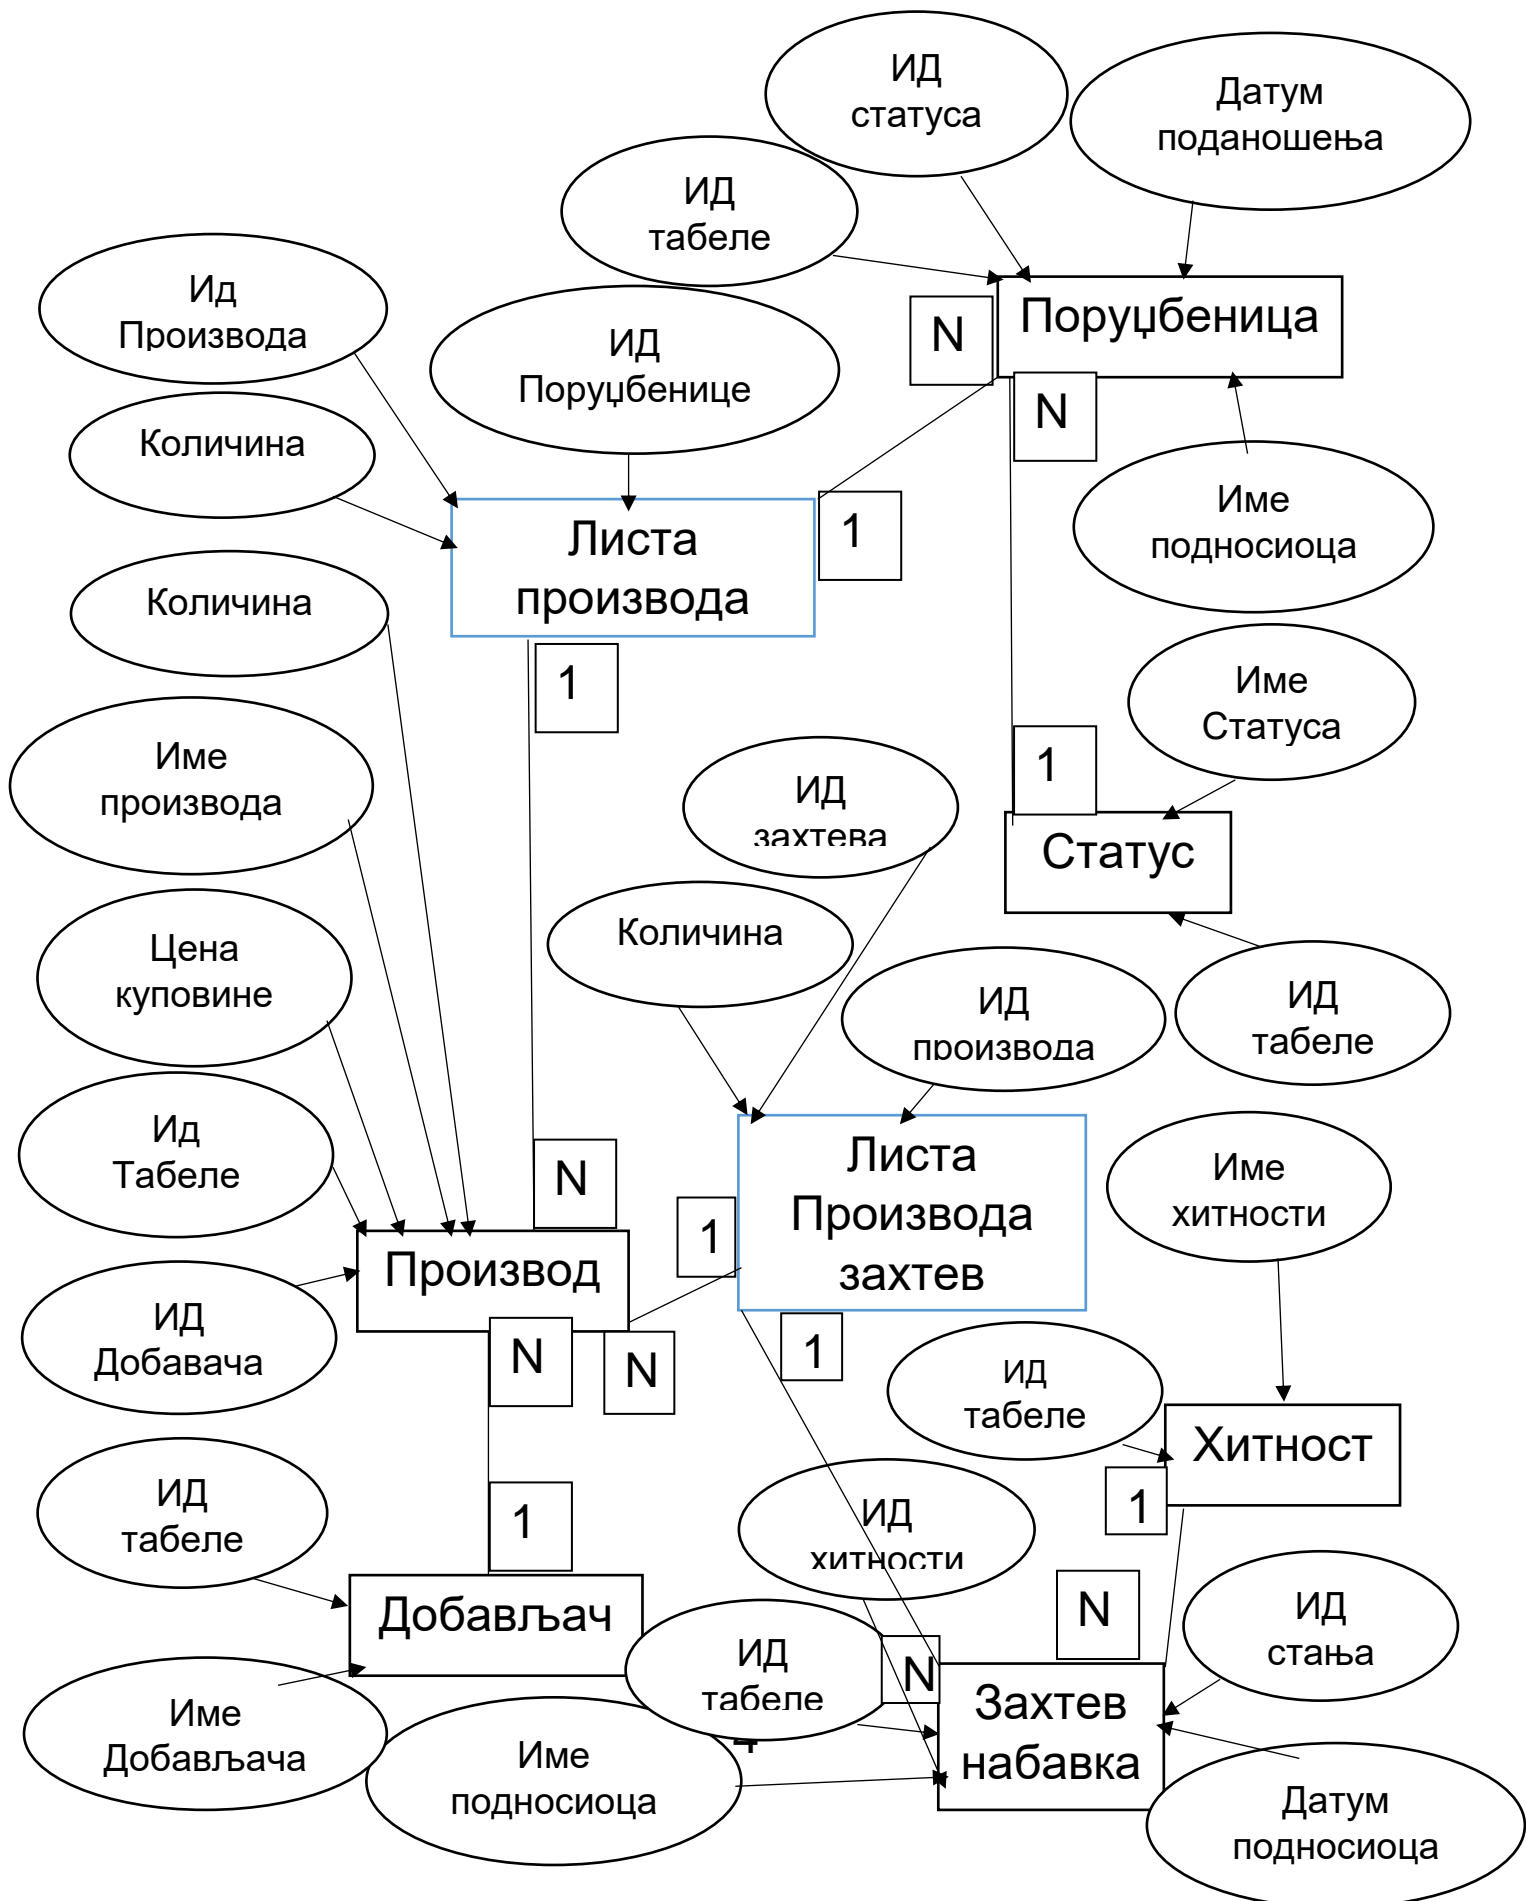 ИД
статуса
Датум
поданошења
ИД
табеле
Ид
Производа
ИД
Поруџбенице
N
Поруџбеница
N
Количина
Име
подносиоца
Листа
производа
1
Количина
1
Име
Статуса
Име
производа
1
ИД
захтева
Статус
Количина
Цена
куповине
ИД
производа
ИД
табеле
Ид
Табеле
N
Листа
Производа
захтев
1
Име
хитности
Производ
ИД
Добавача
N
N
1
ИД
табеле
Хитност
1
ИД
табеле
1
ИД
хитности
N
ИД
стања
Добављач
ИД
табеле
N
Захтев
набавка
Име
Добављача
Име
подносиоца
Датум
подносиоца